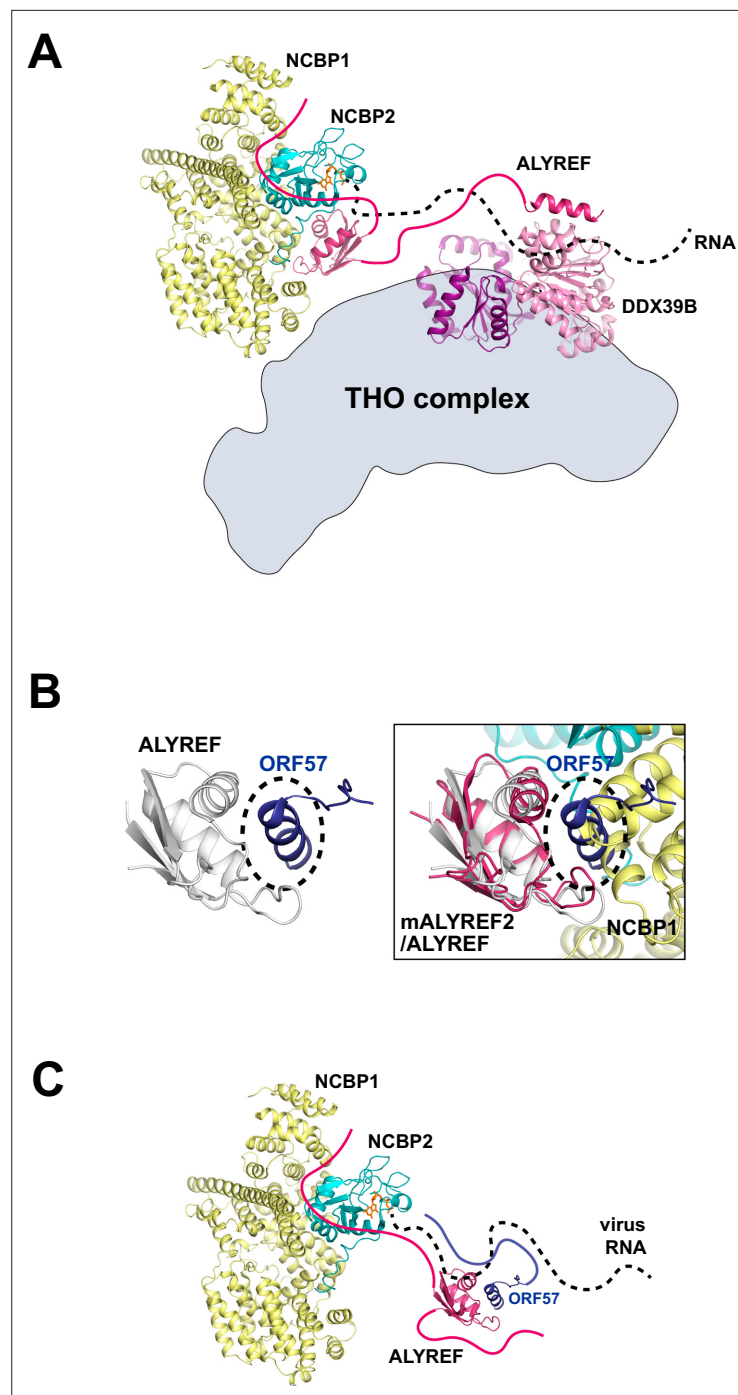 A
NCBP1
NCBP2
ALYREF
RNA
DDX39B
THO complex
B
ALYREF
ORF57
ORF57
mALYREF2
/ALYREF
NCBP1
C
NCBP1
NCBP2
virus
RNA
ORF57
ALYREF